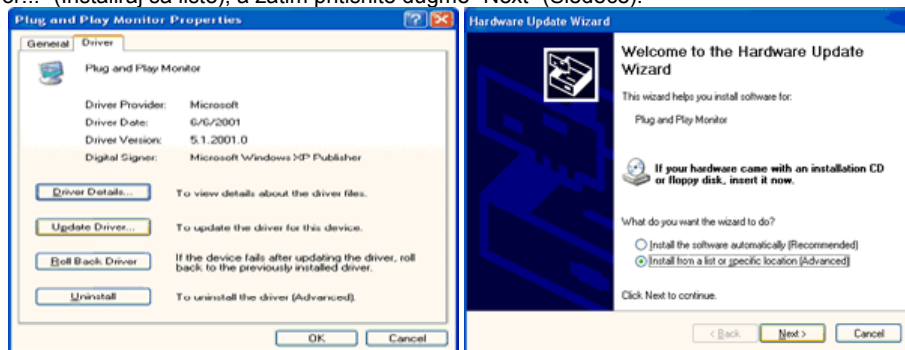 (Instaliraj sa liste), a zatim pritisnite dugme "Next"
Plug and Play Monitor Properties
General
Driver
Plug and Play Monitor
Driver Provider: Microsoft
Driver Date: 6/6/2001
Driver Version: 5.1.2001.0
Digital Signer: Microsoft Windows XP Publisher
Driver Details... To view details about the driver files.
Update Driver... To update the driver for this device.
Roll Back Driver If the device fails after updating the driver, roll
back to the previously installed driver.
Uninstall To uninstall the driver (Advanced).
OK Cancel
Hardware Update Wizard
Welcome to the Hardware Update
Wizard
This wizard helps you install software for:
Plug and Play Monitor
If your hardware came with an installation CD
or floppy disk, insert it now.
What do you want the wizard to do?
Install the software automatically (Recommended)
Install from a list or specific location (Advanced)
Click Next to continue.
< Back Next > Cancel